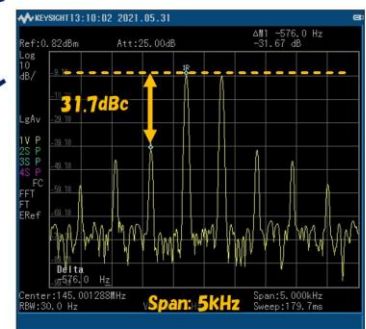 KEYSIGHT 13:10:02 2021.05.31
ΔM1 -576.0 Hz
Ref:0.82dBm Att:25.00dB -31.67 dB
Log
10
dB/
1R
31.7dBc
LgAv
1V P
2S P
3S P
4S P
FC
FFT
FT
ERef
Delta
-576.0 Hz
Center:145.001288MHz Span:5.000kHz
Span: 5kHz
RBW:30.0 Hz Sweep:179.7ms